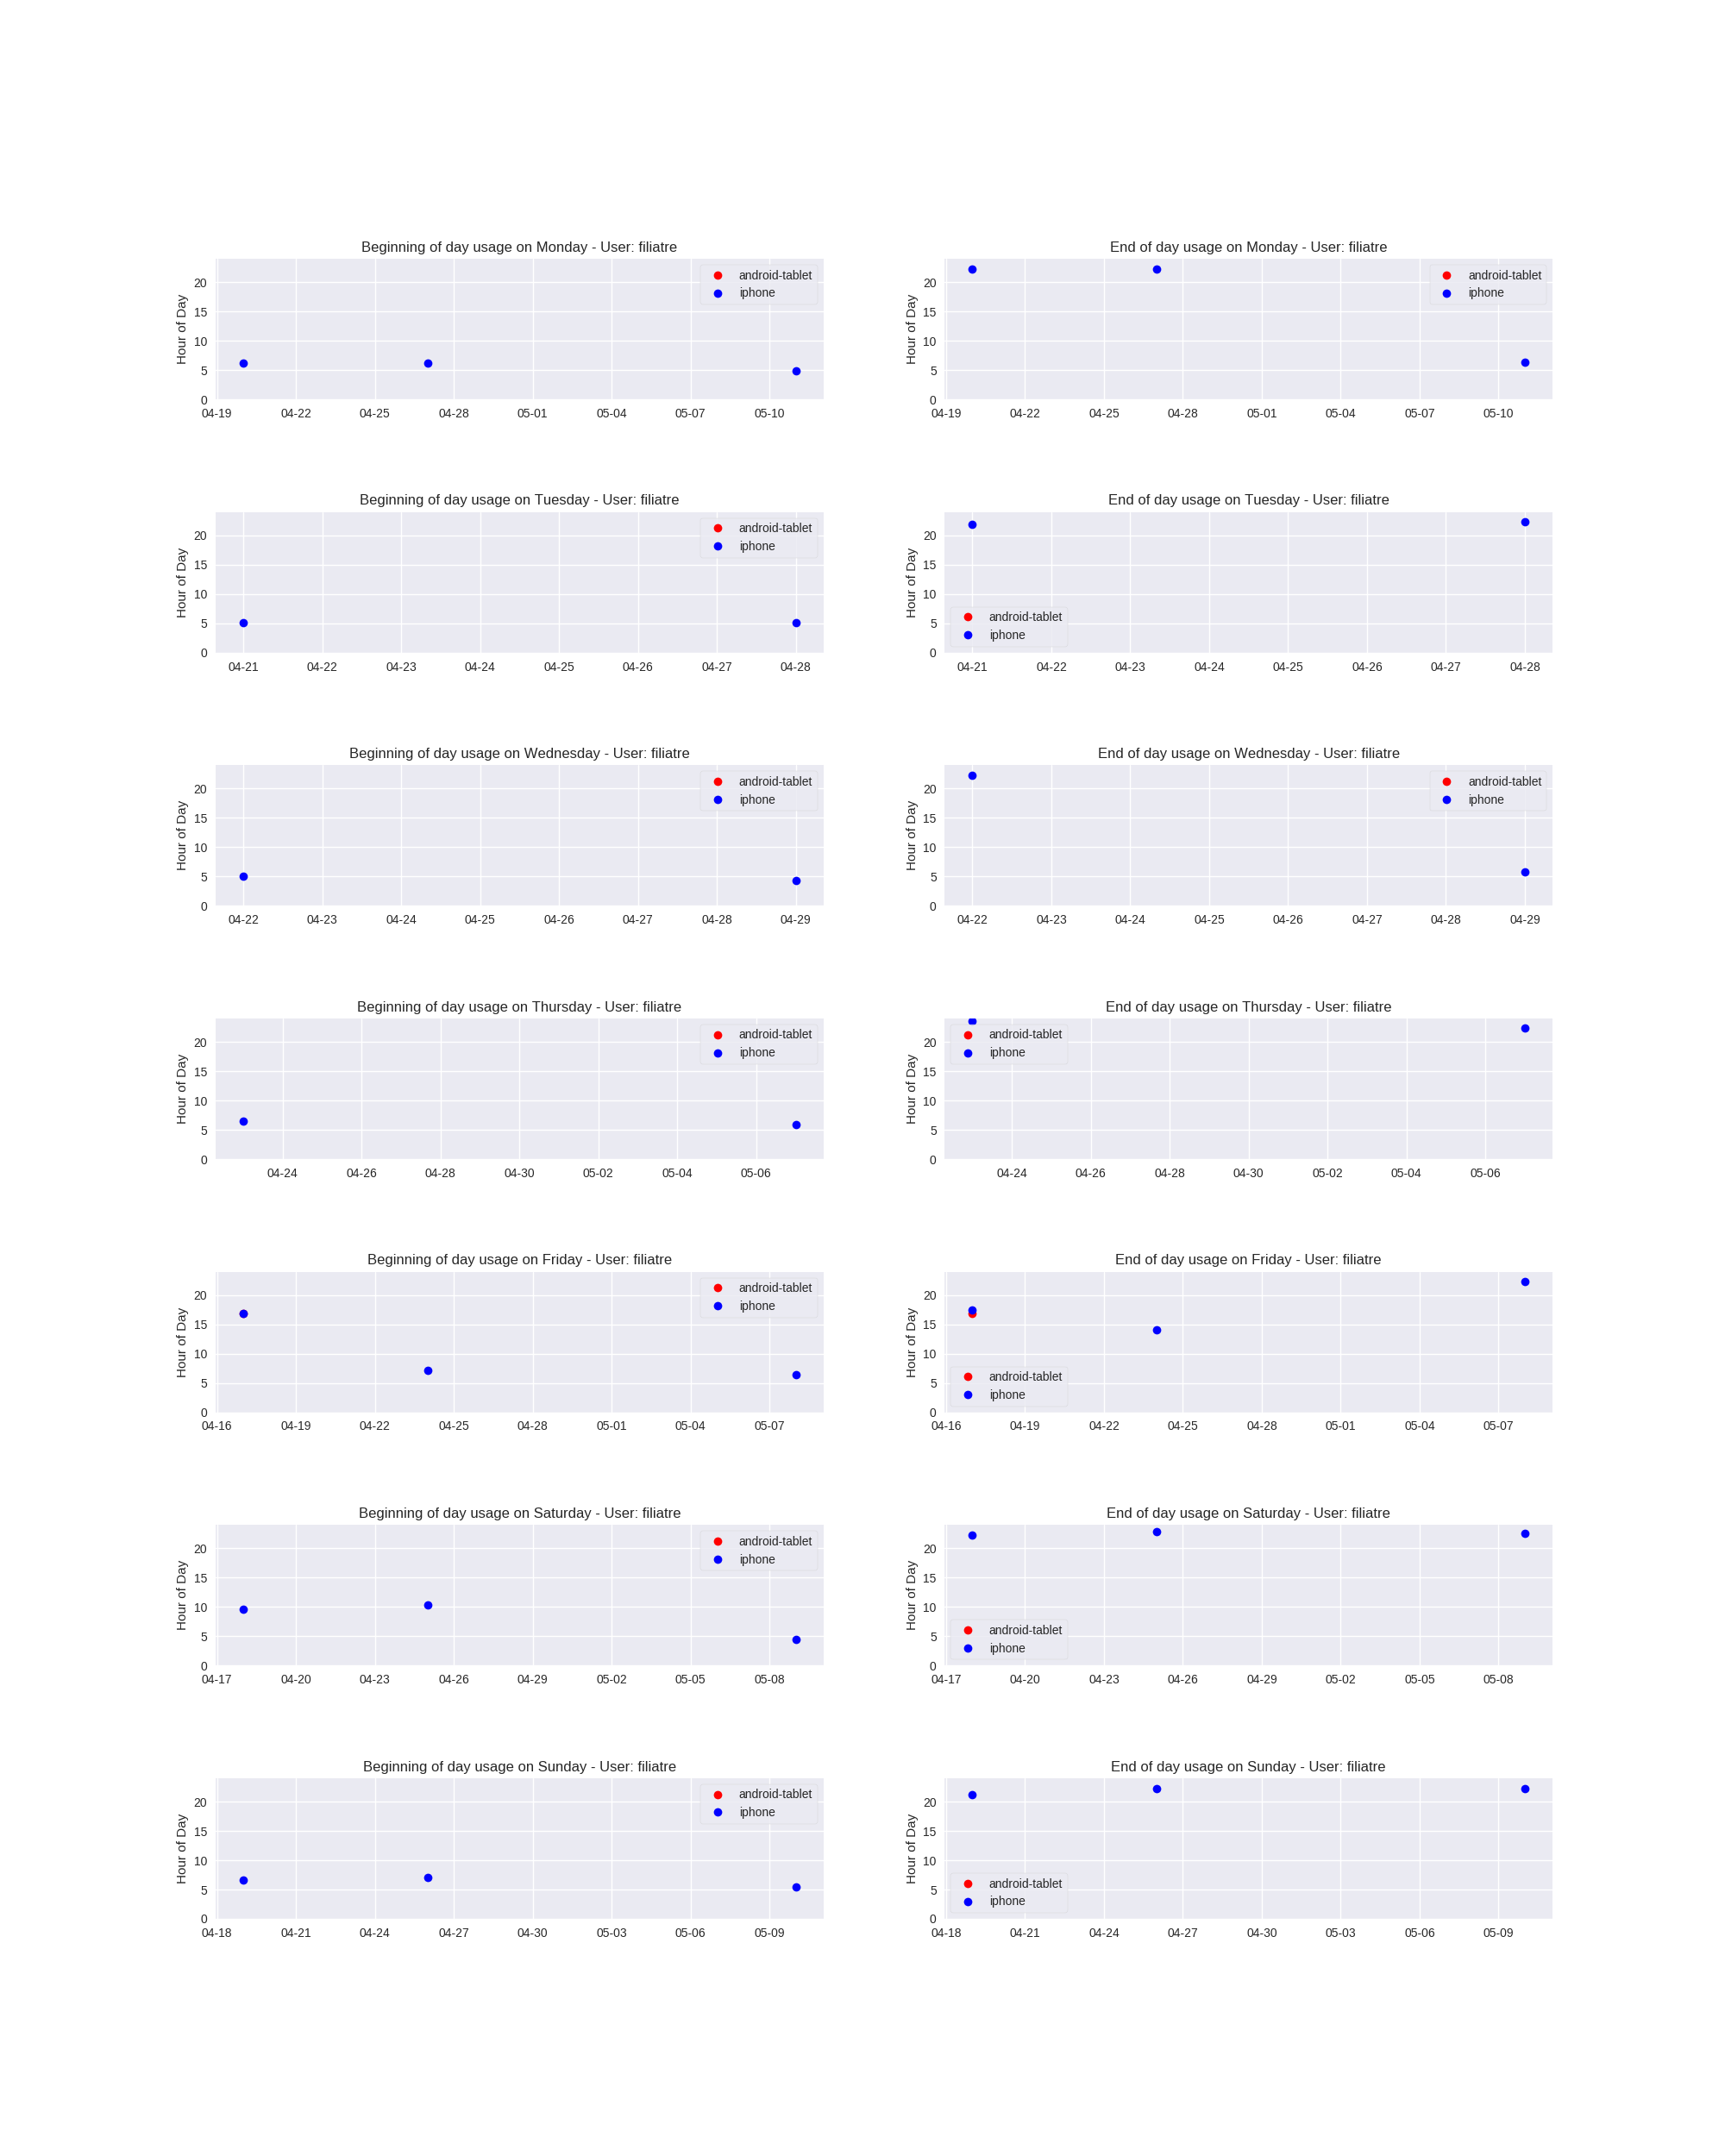 Beginning of day usage on Monday - User: filiatre
Hour of Day
20
15
10
5
0
android-tablet
iphone
04-19 04-22 04-25 04-28 05-01 05-04 05-07 05-10
End of day usage on Monday - User: filiatre
Hour of Day
20
15
10
5
0
android-tablet
iphone
04-19 04-22 04-25 04-28 05-01 05-04 05-07 05-10
Beginning of day usage on Tuesday - User: filiatre
Hour of Day
20
15
10
5
0
android-tablet
iphone
04-21 04-22 04-23 04-24 04-25 04-26 04-27 04-28
End of day usage on Tuesday - User: filiatre
Hour of Day
20
15
10
5
0
android-tablet
iphone
04-21 04-22 04-23 04-24 04-25 04-26 04-27 04-28
Beginning of day usage on Wednesday - User: filiatre
Hour of Day
20
15
10
5
0
android-tablet
iphone
04-22 04-23 04-24 04-25 04-26 04-27 04-28 04-29
End of day usage on Wednesday - User: filiatre
Hour of Day
20
15
10
5
0
android-tablet
iphone
04-22 04-23 04-24 04-25 04-26 04-27 04-28 04-29
Beginning of day usage on Thursday - User: filiatre
Hour of Day
20
15
10
5
0
android-tablet
iphone
04-24 04-26 04-28 04-30 05-02 05-04 05-06
End of day usage on Thursday - User: filiatre
Hour of Day
20
15
10
5
0
android-tablet
iphone
04-24 04-26 04-28 04-30 05-02 05-04 05-06
Beginning of day usage on Friday - User: filiatre
Hour of Day
20
15
10
5
0
android-tablet
iphone
04-16 04-19 04-22 04-25 04-28 05-01 05-04 05-07
End of day usage on Friday - User: filiatre
Hour of Day
20
15
10
5
0
android-tablet
iphone
04-16 04-19 04-22 04-25 04-28 05-01 05-04 05-07
Beginning of day usage on Saturday - User: filiatre
Hour of Day
20
15
10
5
0
android-tablet
iphone
04-17 04-20 04-23 04-26 04-29 05-02 05-05 05-08
End of day usage on Saturday - User: filiatre
Hour of Day
20
15
10
5
0
android-tablet
iphone
04-17 04-20 04-23 04-26 04-29 05-02 05-05 05-08
Beginning of day usage on Sunday - User: filiatre
Hour of Day
20
15
10
5
0
android-tablet
iphone
04-18 04-21 04-24 04-27 04-30 05-03 05-06 05-09
End of day usage on Sunday - User: filiatre
Hour of Day
20
15
10
5
0
android-tablet
iphone
04-18 04-21 04-24 04-27 04-30 05-03 05-06 05-09